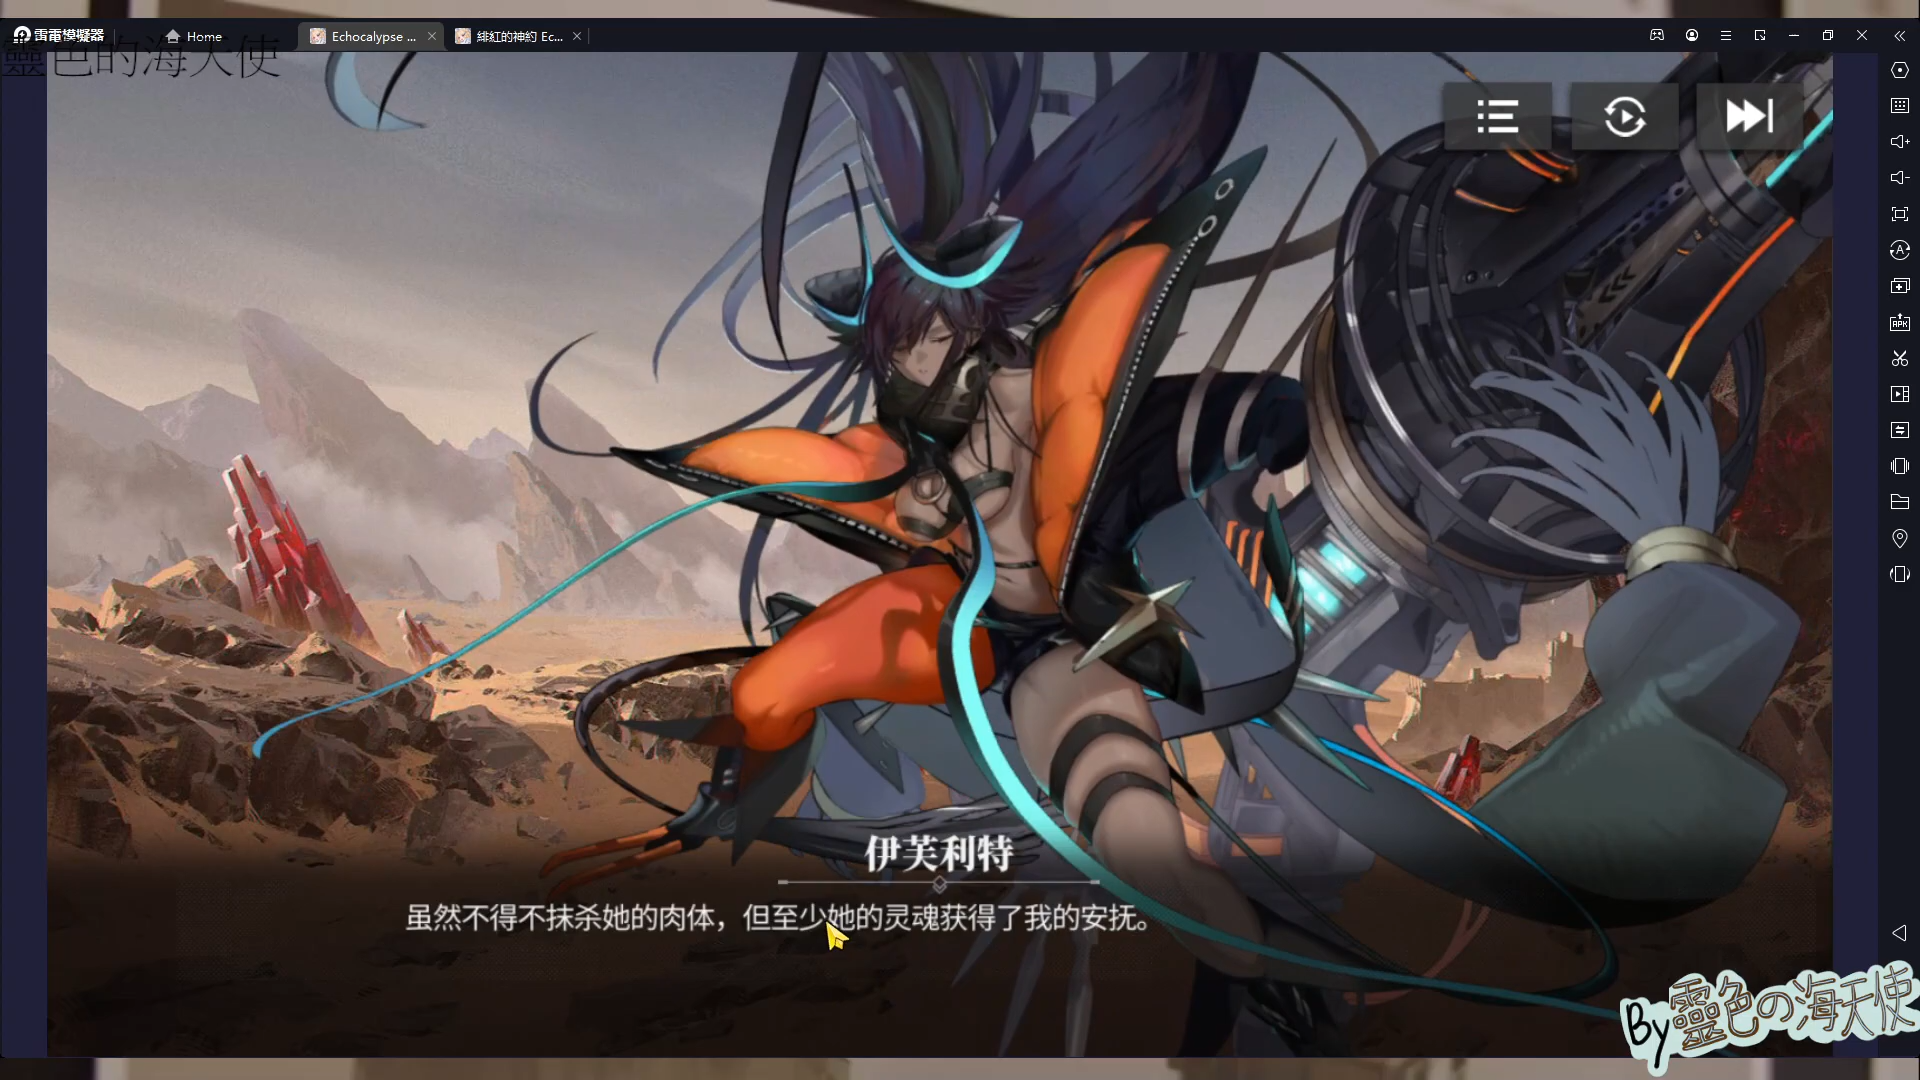 雷電模擬器
Home
Echocalypse ...
緋紅的神約 Ec...
靈色的海天使
APK
伊芙利特
虽然不得不抹杀她的肉体，但至少她的灵魂获得了我的安抚。
By靈色の海天使